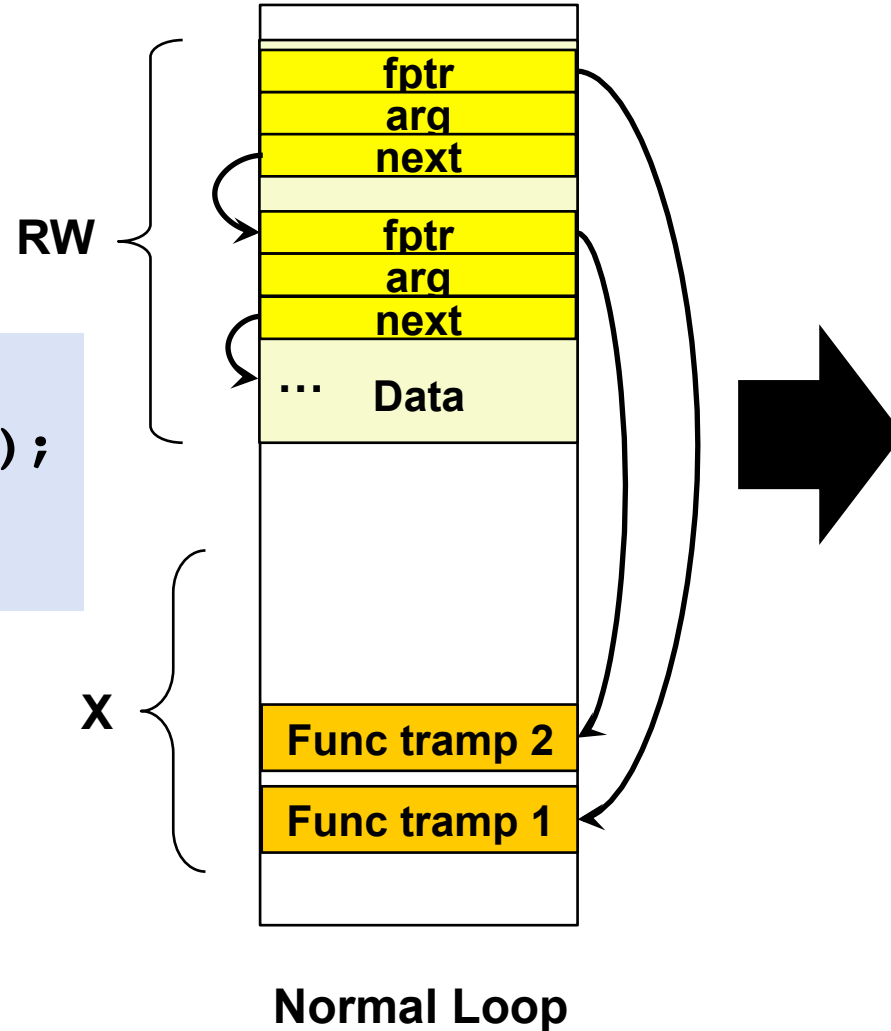 fptr
arg
next
RW
fptr
arg
next
...
Data
);
X
Func tramp 2
Func tramp 1
Normal Loop